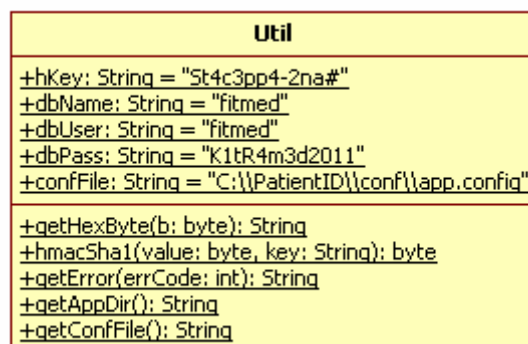 Util
+hKey: String = "St4c3pp4-2na#"
+dbName: String = "fitmed"
+dbUser: String = "fitmed"
+dbPass: String = "K1tR4m3d2011"
+confFile: String = "C:\\PatientID\\conf\\app.config"
+getHexByte(b: byte): String
+hmacSha1(value: byte, key: String): byte
+getError(errCode: int): String
+getAppDir(): String
+getConfFile(): String